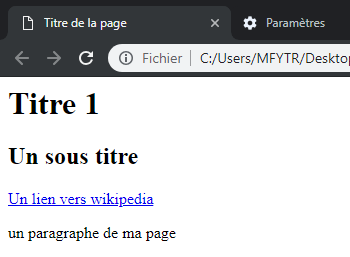 Titre de la page
Paramètres
Fichier
C:/Users/MFYTR/Desktop
Titre 1
Un sous titre
Un lien vers wikipedia
un paragraphe de ma page